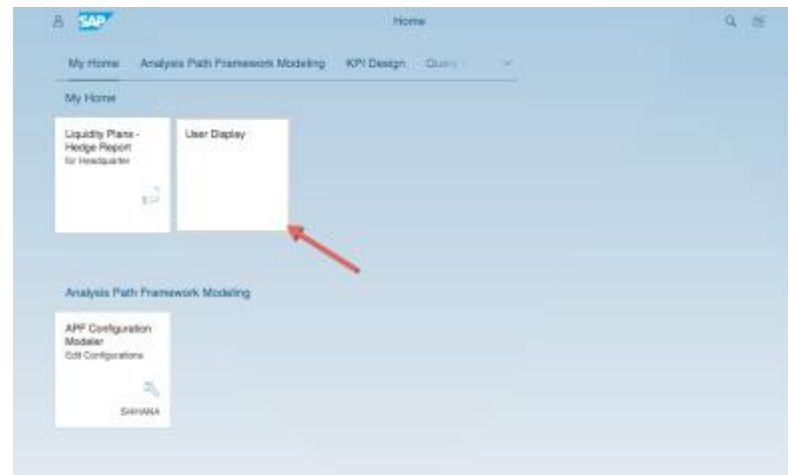 SAP
Home
My Home Analysis Path Framework Modeling KPI Design Query
My Home
Liquidity Plans -
Hedge Report
for Headquarter
User Display
Analysis Path Framework Modeling
APF Configuration
Modeler
Edit Configurations
S4HANA